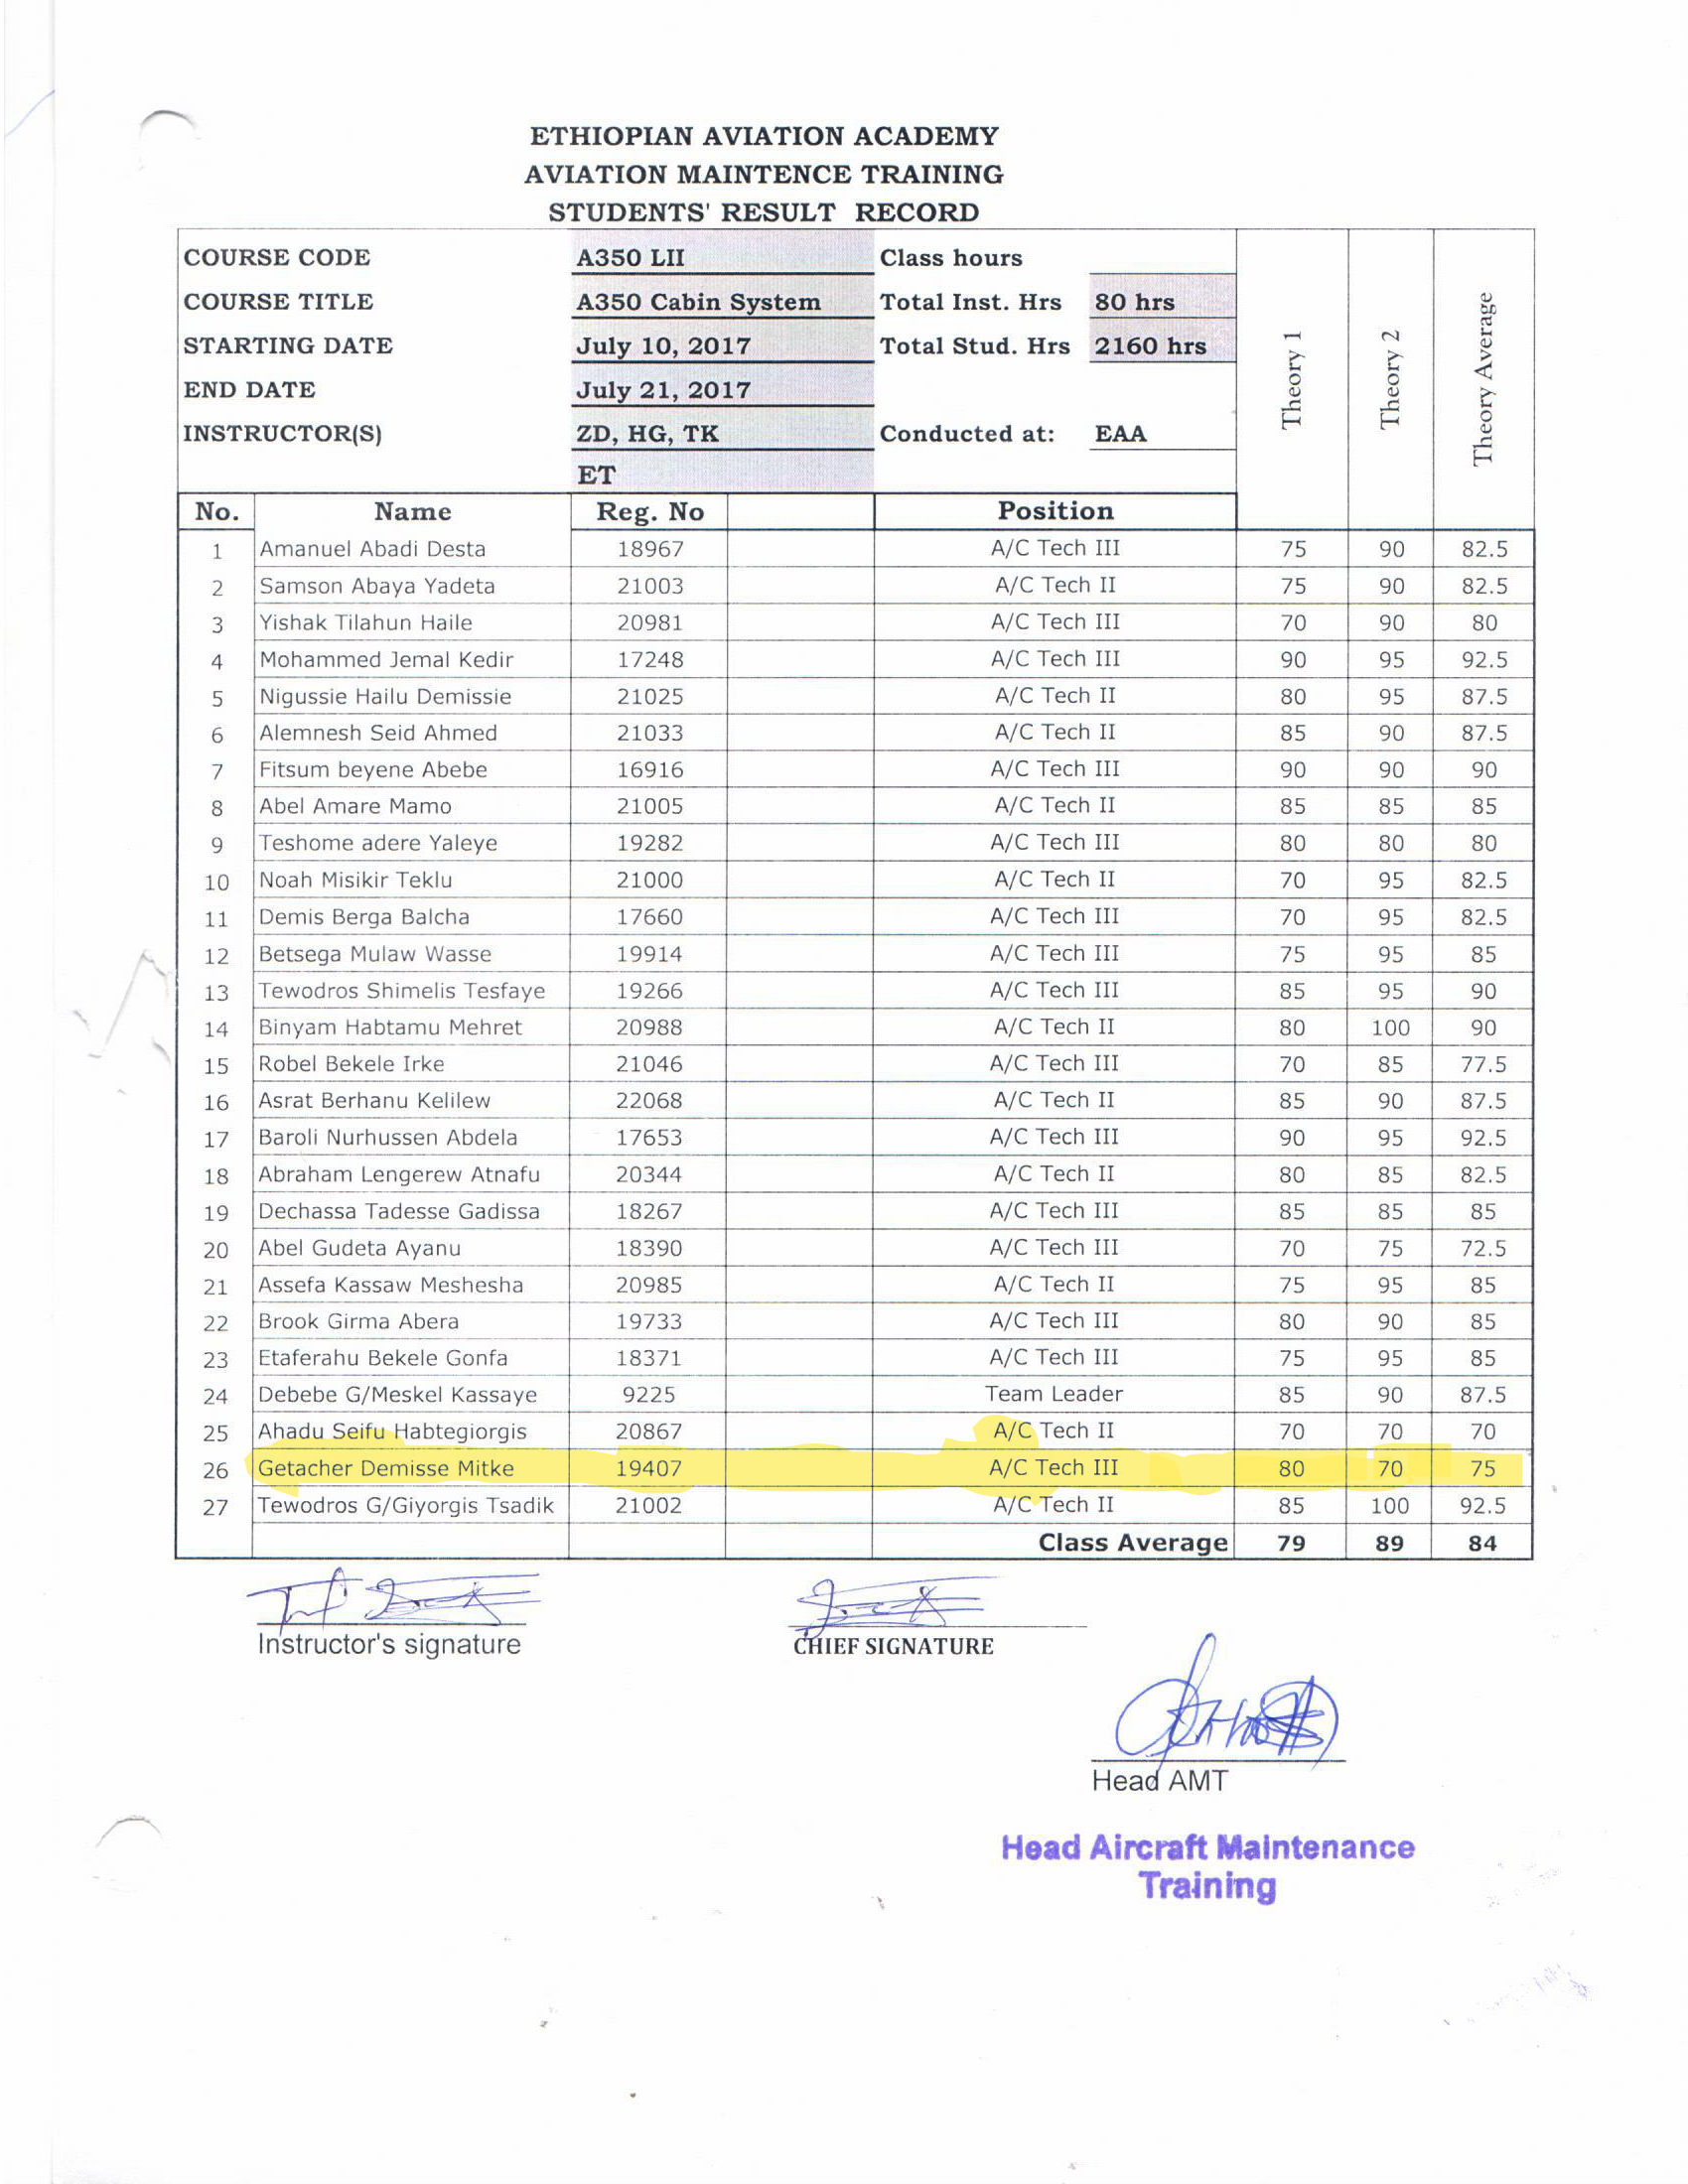 ETHIOPIAN AVIATION ACADEMY
AVIATION MAINTENCE TRAINING
STUDENTS' RESULT RECORD
COURSE CODE A350 LII Class hours
COURSE TITLE A350 Cabin System Total Inst. Hrs 80 hrs
STARTING DATE July 10, 2017 Total Stud. Hrs 2160 hrs
END DATE July 21, 2017
INSTRUCTOR(S) ZD, HG, TK Conducted at: EAA
ET
Theory 1
Theory 2
Theory Average
No. Name Reg. No Position
1 Amanuel Abadi Desta 18967 A/C Tech III 75 90 82.5
2 Samson Abaya Yadeta 21003 A/C Tech II 75 90 82.5
3 Yishak Tilahun Haile 20981 A/C Tech III 70 90 80
4 Mohammed Jemal Kedir 17248 A/C Tech III 90 95 92.5
5 Nigussie Hailu Demissie 21025 A/C Tech II 80 95 87.5
6 Alemnesh Seid Ahmed 21033 A/C Tech II 85 90 87.5
7 Fitsum beyene Abebe 16916 A/C Tech III 90 90 90
8 Abel Amare Mamo 21005 A/C Tech II 85 85 85
9 Teshome adere Yaleye 19282 A/C Tech III 80 80 80
10 Noah Misikir Teklu 21000 A/C Tech II 70 95 82.5
11 Demis Berga Balcha 17660 A/C Tech III 70 95 82.5
12 Betsega Mulaw Wasse 19914 A/C Tech III 75 95 85
13 Tewodros Shimelis Tesfaye 19266 A/C Tech III 85 95 90
14 Binyam Habtamu Mehret 20988 A/C Tech II 80 100 90
15 Robel Bekele Irke 21046 A/C Tech III 70 85 77.5
16 Asrat Berhanu Kelilew 22068 A/C Tech II 85 90 87.5
17 Baroli Nurhussen Abdela 17653 A/C Tech III 90 95 92.5
18 Abraham Lengerew Atnafu 20344 A/C Tech II 80 85 82.5
19 Dechassa Tadesse Gadissa 18267 A/C Tech III 85 85 85
20 Abel Gudeta Ayanu 18390 A/C Tech III 70 75 72.5
21 Assefa Kassaw Meshesha 20985 A/C Tech II 75 95 85
22 Brook Girma Abera 19733 A/C Tech III 80 90 85
23 Etaferahu Bekele Gonfa 18371 A/C Tech III 75 95 85
24 Debebe G/Meskel Kassaye 9225 Team Leader 85 90 87.5
25 Ahadu Seifu Habtegiorgis 20867 A/C Tech II 70 70 70
26 Getacher Demisse Mitke 19407 A/C Tech III 80 70 75
27 Tewodros G/Giyorgis Tsadik 21002 A/C Tech II 85 100 92.5
Class Average 79 89 84
Instructor's signature CHIEF SIGNATURE
Head AMT
Head Aircraft Maintenance
Training